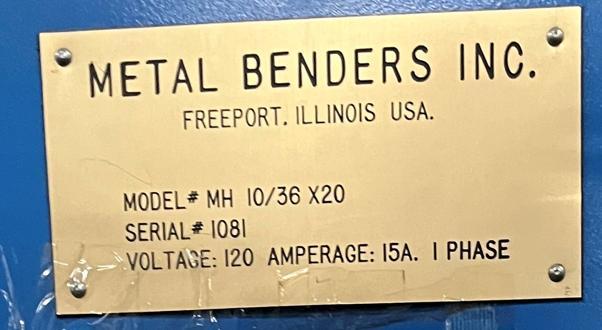 METAL BENDERS INC.
FREEPORT. ILLINOIS USA.
MODEL# MH 10/36 X20
SERIAL# 1081
VOLTAGE: 120 AMPERAGE: 15A. 1 PHASE